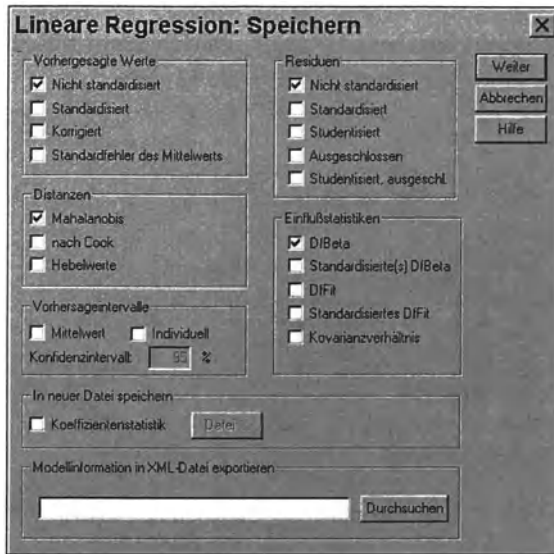 Lineare Regression: Speichern
Vorhergesagte Werte
Nicht standardisiert
Standardisiert
Korrigiert
Standardfehler des Mittelwerts
Distanzen
Mahalanobis
nach Cook
Hebelwerte
Vorhersageintervalle
Mittelwert Individuell
Konfidenzintervall: 95 %
Residuen
Nicht standardisiert
Standardisiert
Studentisiert
Ausgeschlossen
Studentisiert, ausgeschl.
Einflußstatistiken
DfBeta
Standardisierte(s) DfBeta
DfFit
Standardisiertes DfFit
Kovarianzverhältnis
Weiter
Abbrechen
Hilfe
In neuer Datei speichern
Koeffizientenstatistik Datei...
Modellinformation in XML-Datei exportieren
Durchsuchen